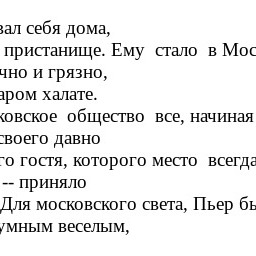 вал себя дома,
пристанище. Ему стало в Мос
чно и грязно,
аром халате.
ковское общество все, начиная
своего давно
го гостя, которого место всегда
-- приняло
Для московского света, Пьер бы
умным веселым,